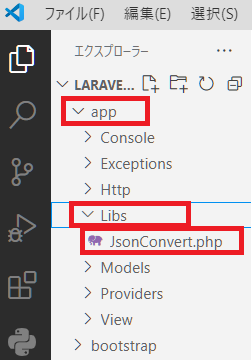 ファイル(F) 編集(E) 選択(S)
エクスプローラー ...
LARAVE...
app
Console
Exceptions
Http
Libs
JsonConvert.php
Models
Providers
View
bootstrap